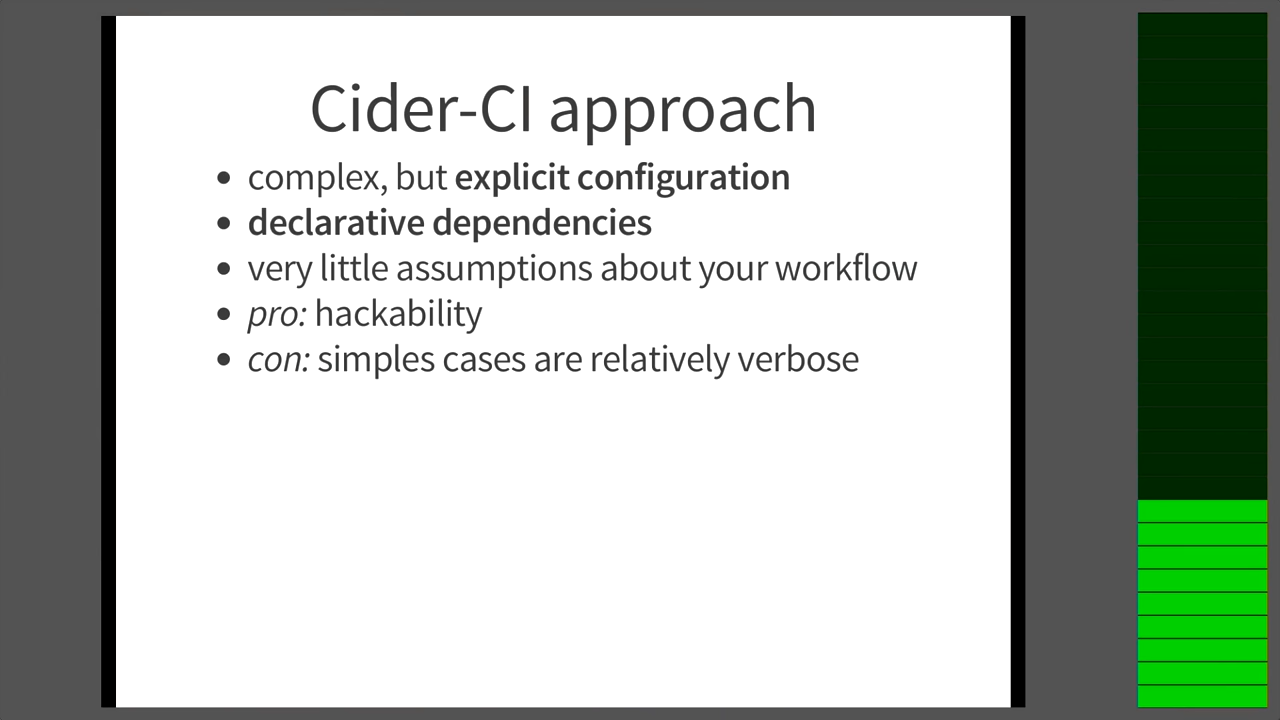 Cider-CI approach
• complex, but explicit configuration
• declarative dependencies
• very little assumptions about your workflow
• pro: hackability
• con: simples cases are relatively verbose